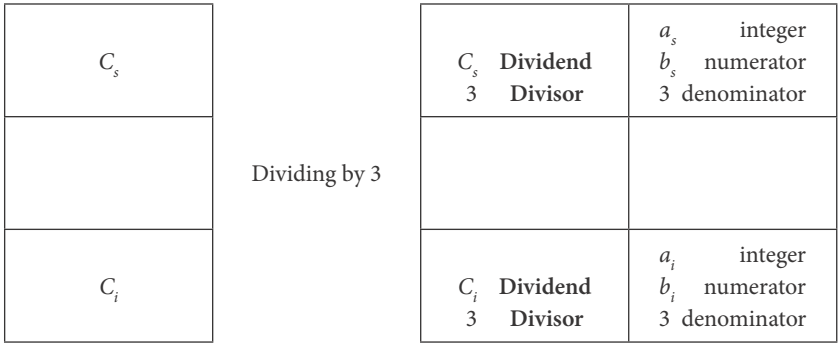 C_s
Dividing by 3
C_i
C_s Dividend
3 Divisor
a_s integer
b_s numerator
3 denominator
C_i Dividend
3 Divisor
a_i integer
b_i numerator
3 denominator